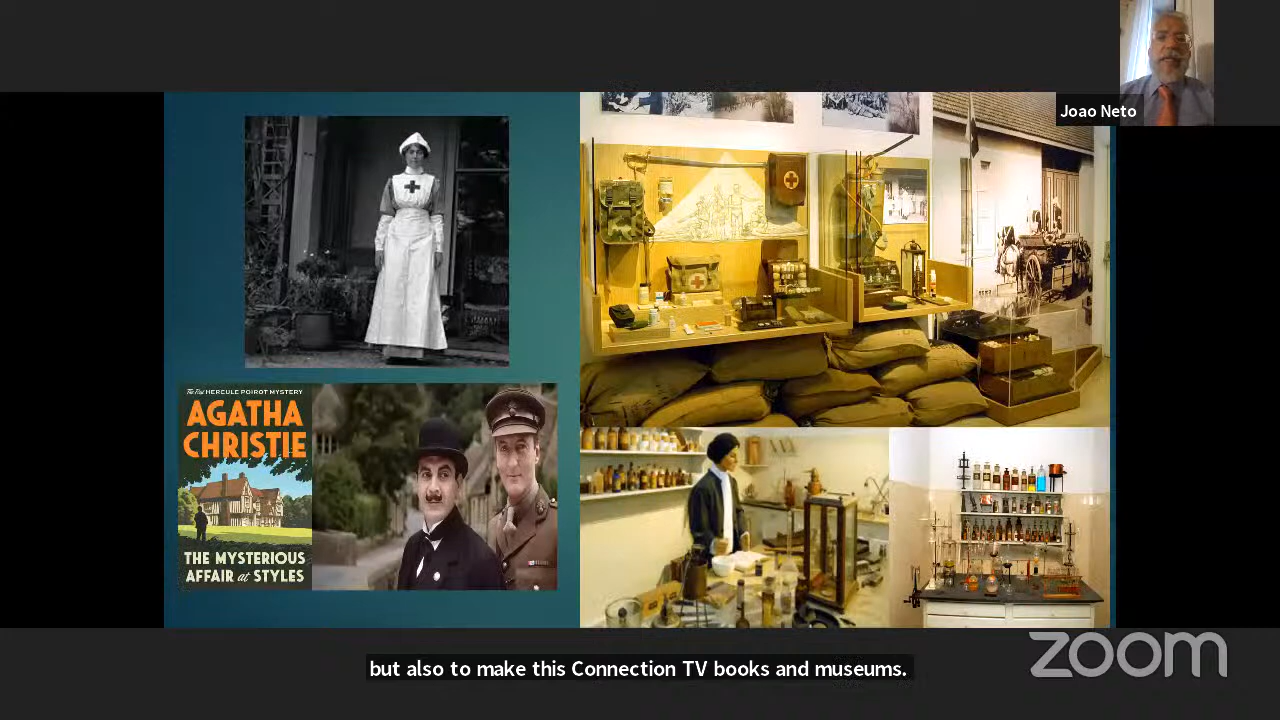 Joao Neto
The First HERCULE POIROT MYSTERY
AGATHA
CHRISTIE
THE MYSTERIOUS
AFFAIR at STYLES
but also to make this Connection TV books and museums.
zoom